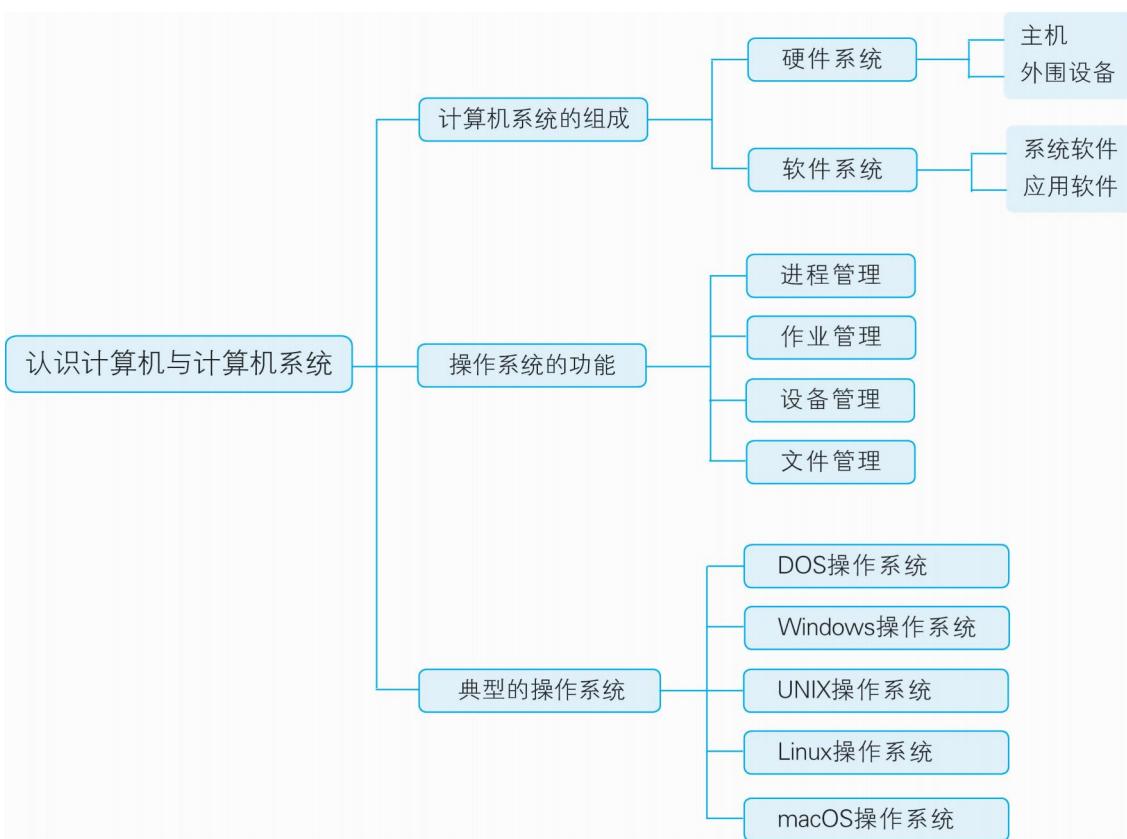 认识计算机与计算机系统
计算机系统的组成
硬件系统
主机
外围设备
软件系统
系统软件
应用软件
操作系统的功能
进程管理
作业管理
设备管理
文件管理
典型的操作系统
DOS操作系统
Windows操作系统
UNIX操作系统
Linux操作系统
macOS操作系统